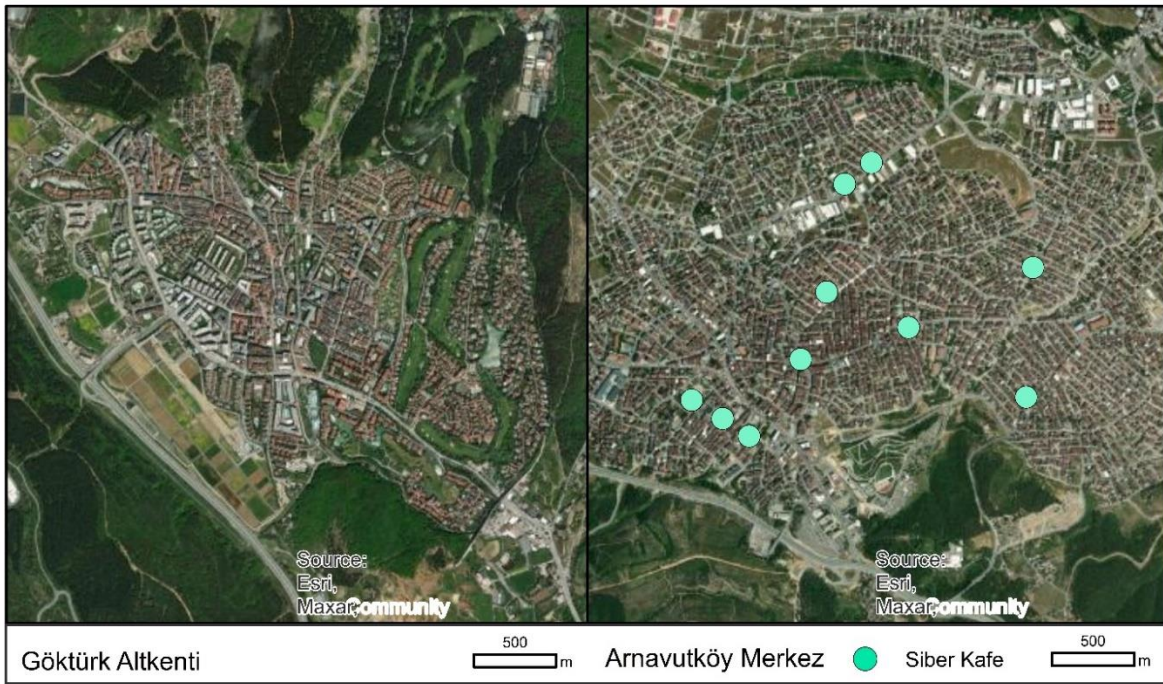 Source:
Esri,
Maxar, Community
Source:
Esri,
Maxar, Community
Göktürk Altkenti
500
m
Arnavutköy Merkez
Siber Kafe
500
m